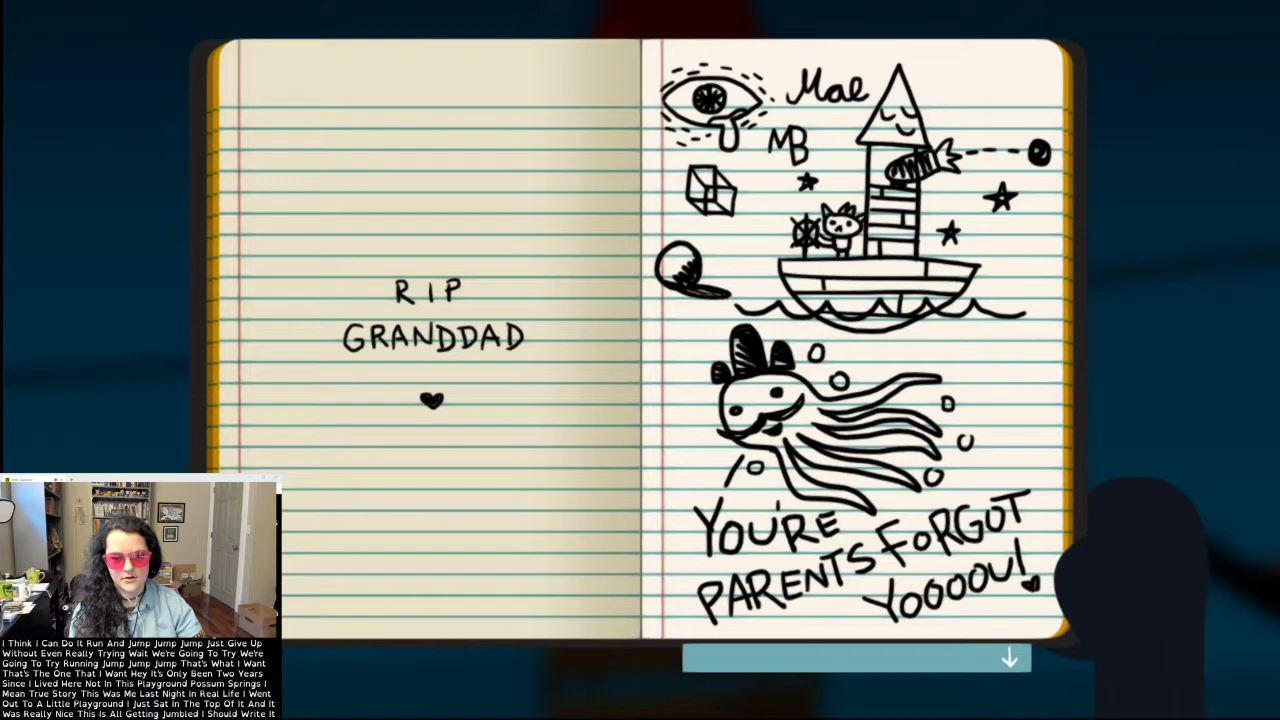 RIP
GRANDDAD
Mae
MB
YOU'RE
PARENTS FORGOT
YOOOOU!
I Think I Can Do It Run And Jump Jump Jump Just Give Up
Without Even Really Trying Wait We're Going To Try We're
Going To Try Running Jump Jump Jump That's What I Want
That's The One That I Want Hey It's Only Been Two Years
Since I Lived Here Not In This Playground Possum Springs I
Mean True Story This Was Me Last Night In Real Life I Went
Out To A Little Playground I Just Sat In The Top Of It And It
Was Really Nice This Is All Getting Jumbled I Should Write It